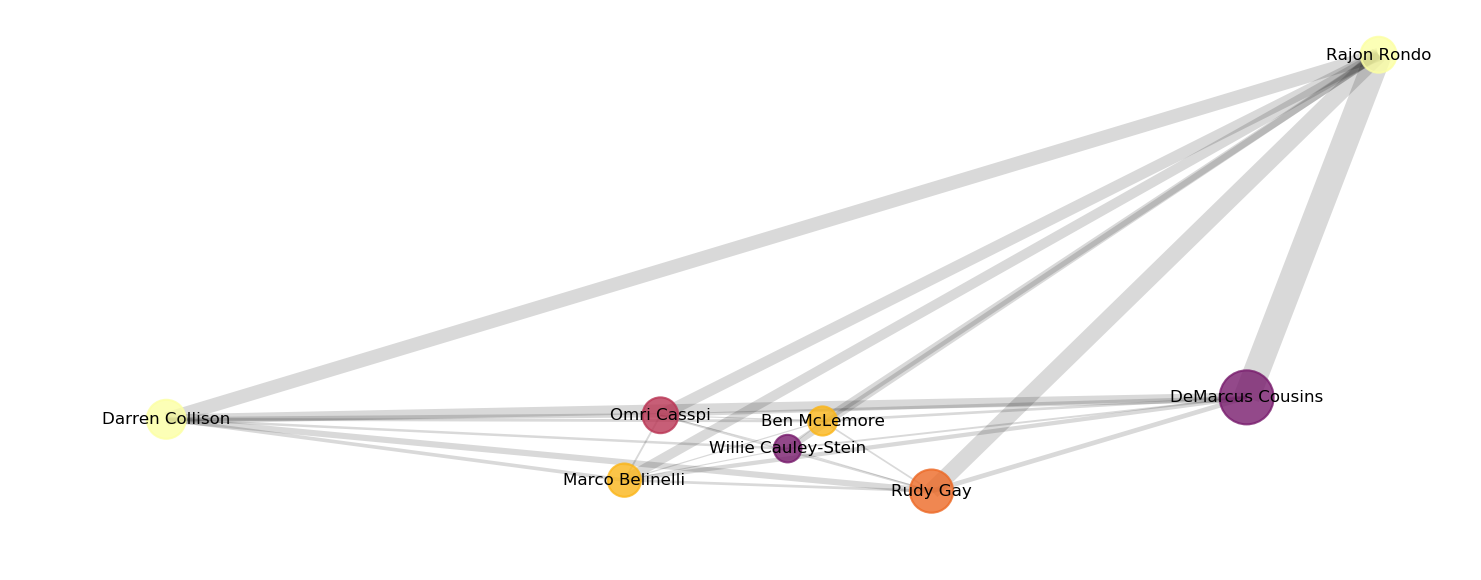 Rajon Rondo
DeMarcus Cousins
Darren Collison
Omri Casspi
Ben McLemore
Willie Cauley-Stein
Marco Belinelli
Rudy Gay